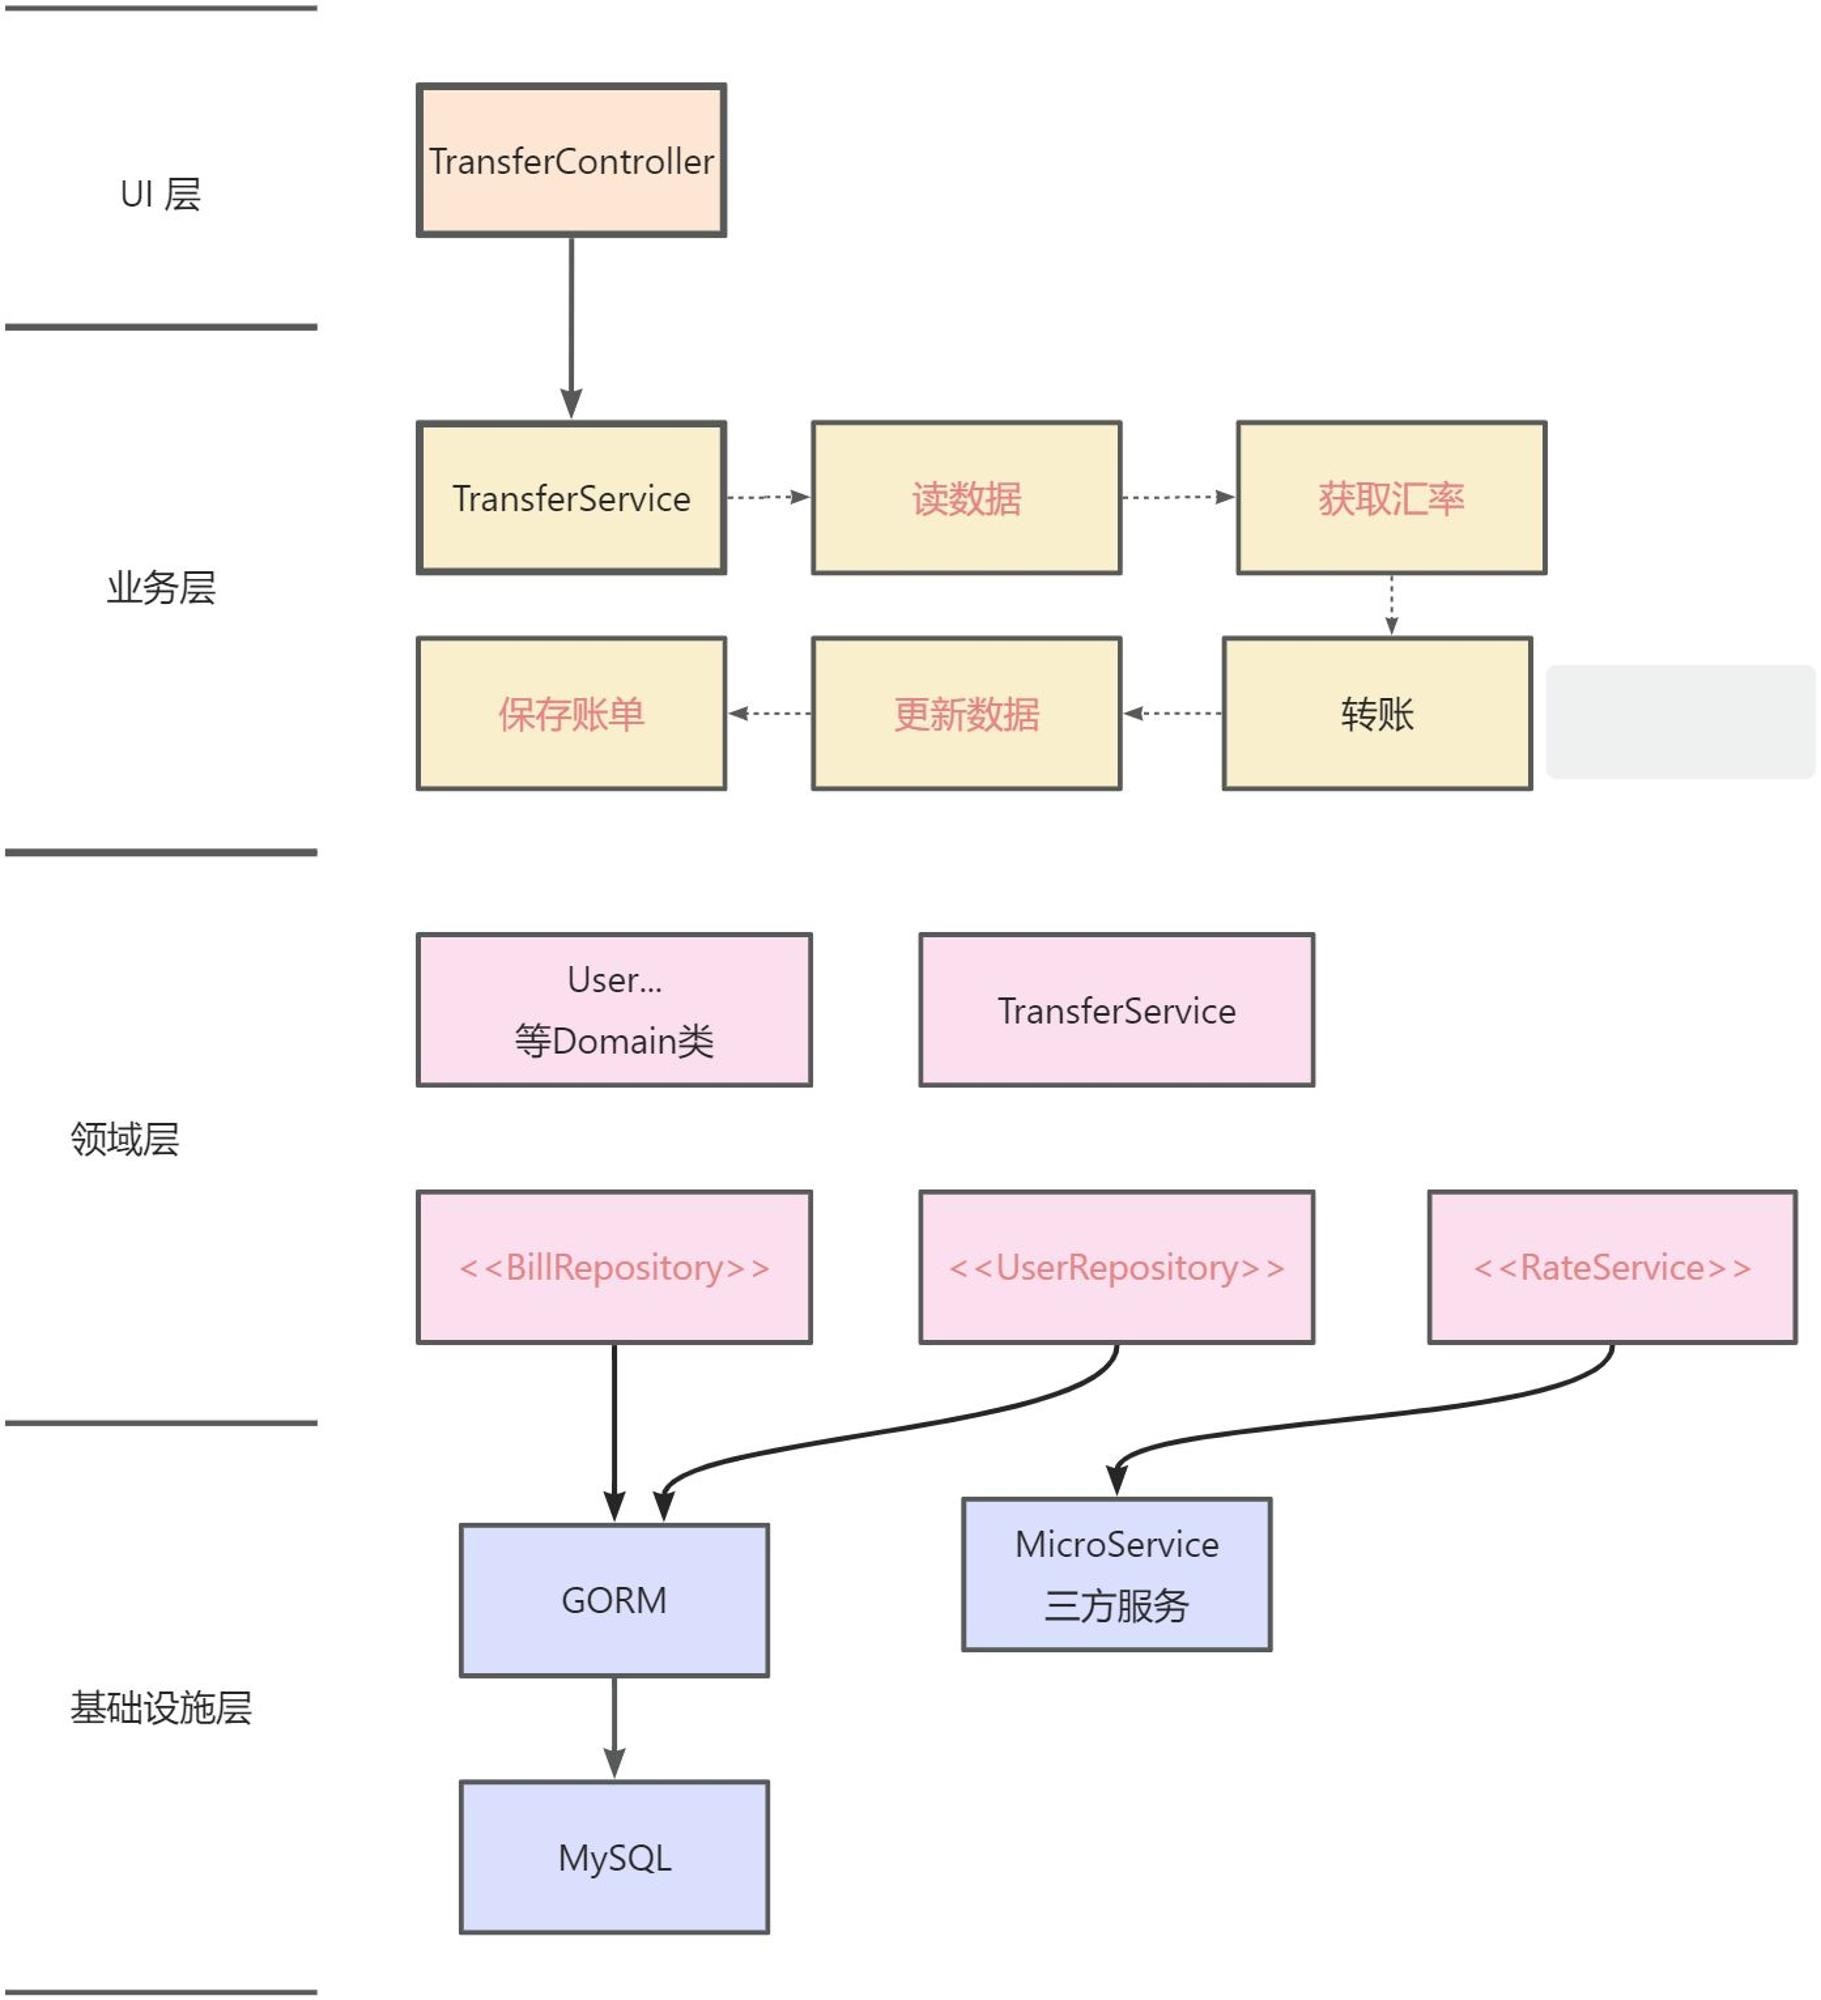 TransferController
UI 层
TransferService
读数据
获取汇率
业务层
保存账单
更新数据
转账
User...
等Domain类
TransferService
领域层
<<BillRepository>>
<<UserRepository>>
<<RateService>>
MicroService
三方服务
GORM
基础设施层
MySQL